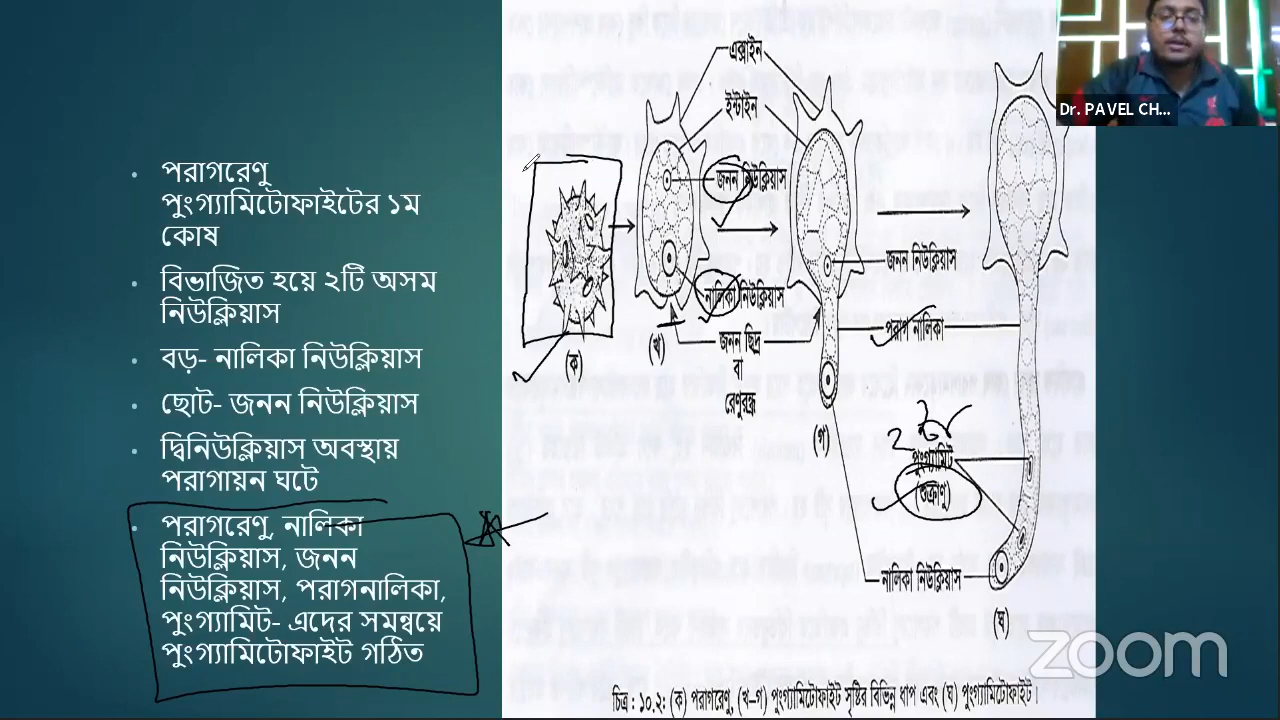 Dr. PAVEL CH...
পরাগরেণু
পুংগ্যামিটোফাইটের ১ম
কোষ
বিভাজিত হয়ে ২টি অসম
নিউক্লিয়াস
বড়- নালিকা নিউক্লিয়াস
ছোট- জনন নিউক্লিয়াস
দ্বিনিউক্লিয়াস অবস্থায়
পরাগায়ন ঘটে
পরাগরেণু, নালিকা
নিউক্লিয়াস, জনন
নিউক্লিয়াস, পরাগনালিকা,
পুংগ্যামিট- এদের সমন্বয়ে
পুংগ্যামিটোফাইট গঠিত
এক্সাইন
ইন্টাইন
জনন নিউক্লিয়াস
নালিকা নিউক্লিয়াস
জনন ছিদ্র
বা
রেণুরন্ধ্র
(ক)
(খ)
জনন নিউক্লিয়াস
পরাগ নালিকা
(গ)
২টি
পুংগ্যামিট
(শুক্রাণু)
নালিকা নিউক্লিয়াস
(ঘ)
zoom
চিত্র : ১০.২: (ক) পরাগরেণু, (খ-গ) পুংগ্যামিটোফাইট সৃষ্টির বিভিন্ন ধাপ এবং (ঘ) পুংগ্যামিটোফাইট।